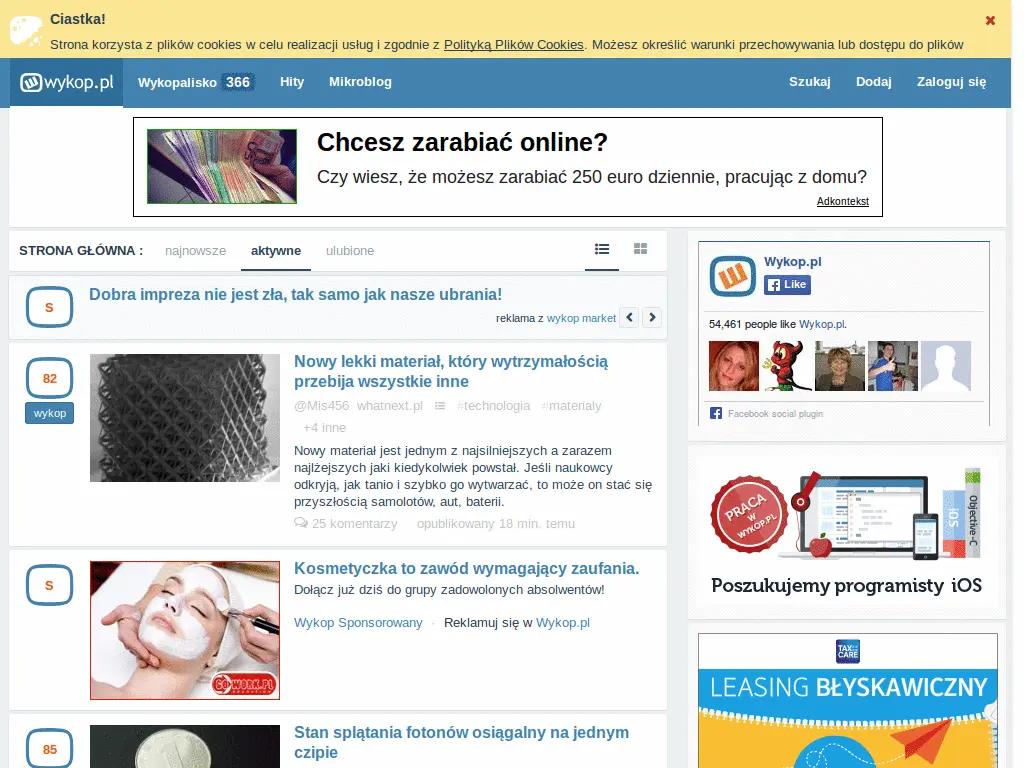 Ciastka!
Strona korzysta z plików cookies w celu realizacji usług i zgodnie z Polityką Plików Cookies. Możesz określić warunki przechowywania lub dostępu do plików
wykop.pl Wykopalisko 366 Hity Mikroblog Szukaj Dodaj Zaloguj się
Chcesz zarabiać online?
Czy wiesz, że możesz zarabiać 250 euro dziennie, pracując z domu?
Adkontekst
STRONA GŁÓWNA : najnowsze aktywne ulubione
S
Dobra impreza nie jest zła, tak samo jak nasze ubrania!
reklama z wykop market
82
wykop
Nowy lekki materiał, który wytrzymałością
przebija wszystkie inne
@Mis456 whatnext.pl #technologia #materialy
+4 inne
Nowy materiał jest jednym z najsilniejszych a zarazem
najlżejszych jaki kiedykolwiek powstał. Jeśli naukowcy
odkryją, jak tanio i szybko go wytwarzać, to może on stać się
przyszłością samolotów, aut, baterii.
25 komentarzy opublikowany 18 min. temu
S
Kosmetyczka to zawód wymagający zaufania.
Dołącz już dziś do grupy zadowolonych absolwentów!
Wykop Sponsorowany · Reklamuj się w Wykop.pl
GO WORK.PL
85
Stan splątania fotonów osiągalny na jednym
czipie
Wykop.pl
Like
54,461 people like Wykop.pl.
Facebook social plugin
PRACA
W
WYKOP.PL
iOS
Objective-C
Poszukujemy programisty iOS
TAX
CARE
LEASING BŁYSKAWICZNY